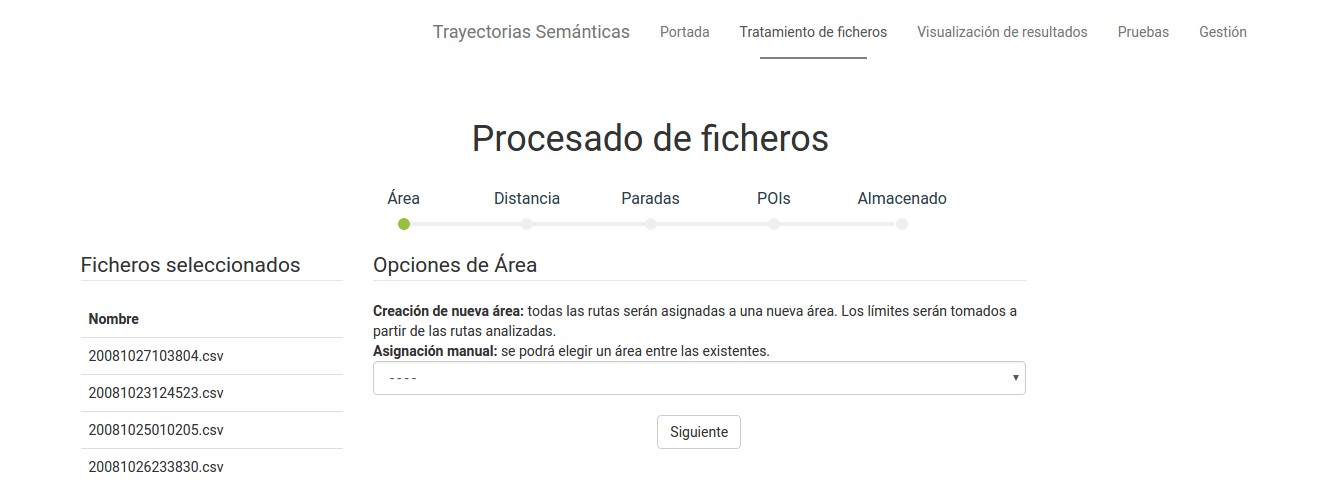 Trayectorias Semánticas Portada Tratamiento de ficheros Visualización de resultados Pruebas Gestión
Procesado de ficheros
Área Distancia Paradas POIs Almacenado
Ficheros seleccionados
Nombre
20081027103804.csv
20081023124523.csv
20081025010205.csv
20081026233830.csv
Opciones de Área
Creación de nueva área: todas las rutas serán asignadas a una nueva área. Los límites serán tomados a
partir de las rutas analizadas.
Asignación manual: se podrá elegir un área entre las existentes.
- - - -
Siguiente